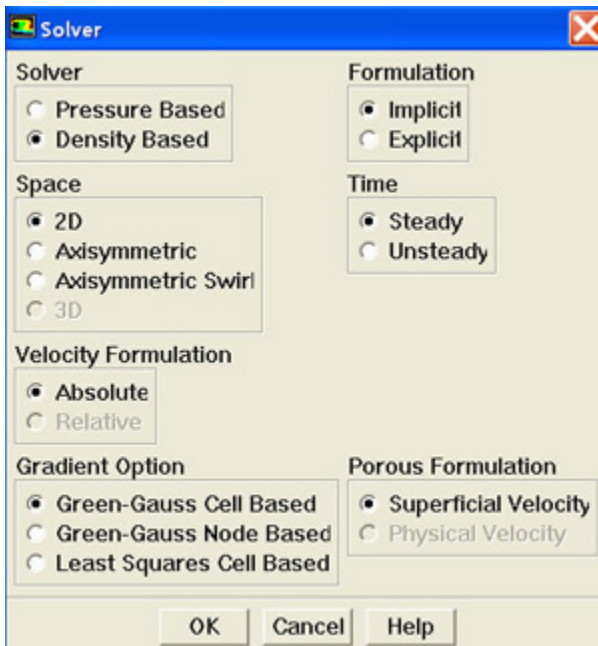 Solver
Solver
Pressure Based
Density Based
Formulation
Implicit
Explicit
Space
2D
Axisymmetric
Axisymmetric Swirl
3D
Time
Steady
Unsteady
Velocity Formulation
Absolute
Relative
Gradient Option
Green-Gauss Cell Based
Green-Gauss Node Based
Least Squares Cell Based
Porous Formulation
Superficial Velocity
Physical Velocity
OK
Cancel
Help